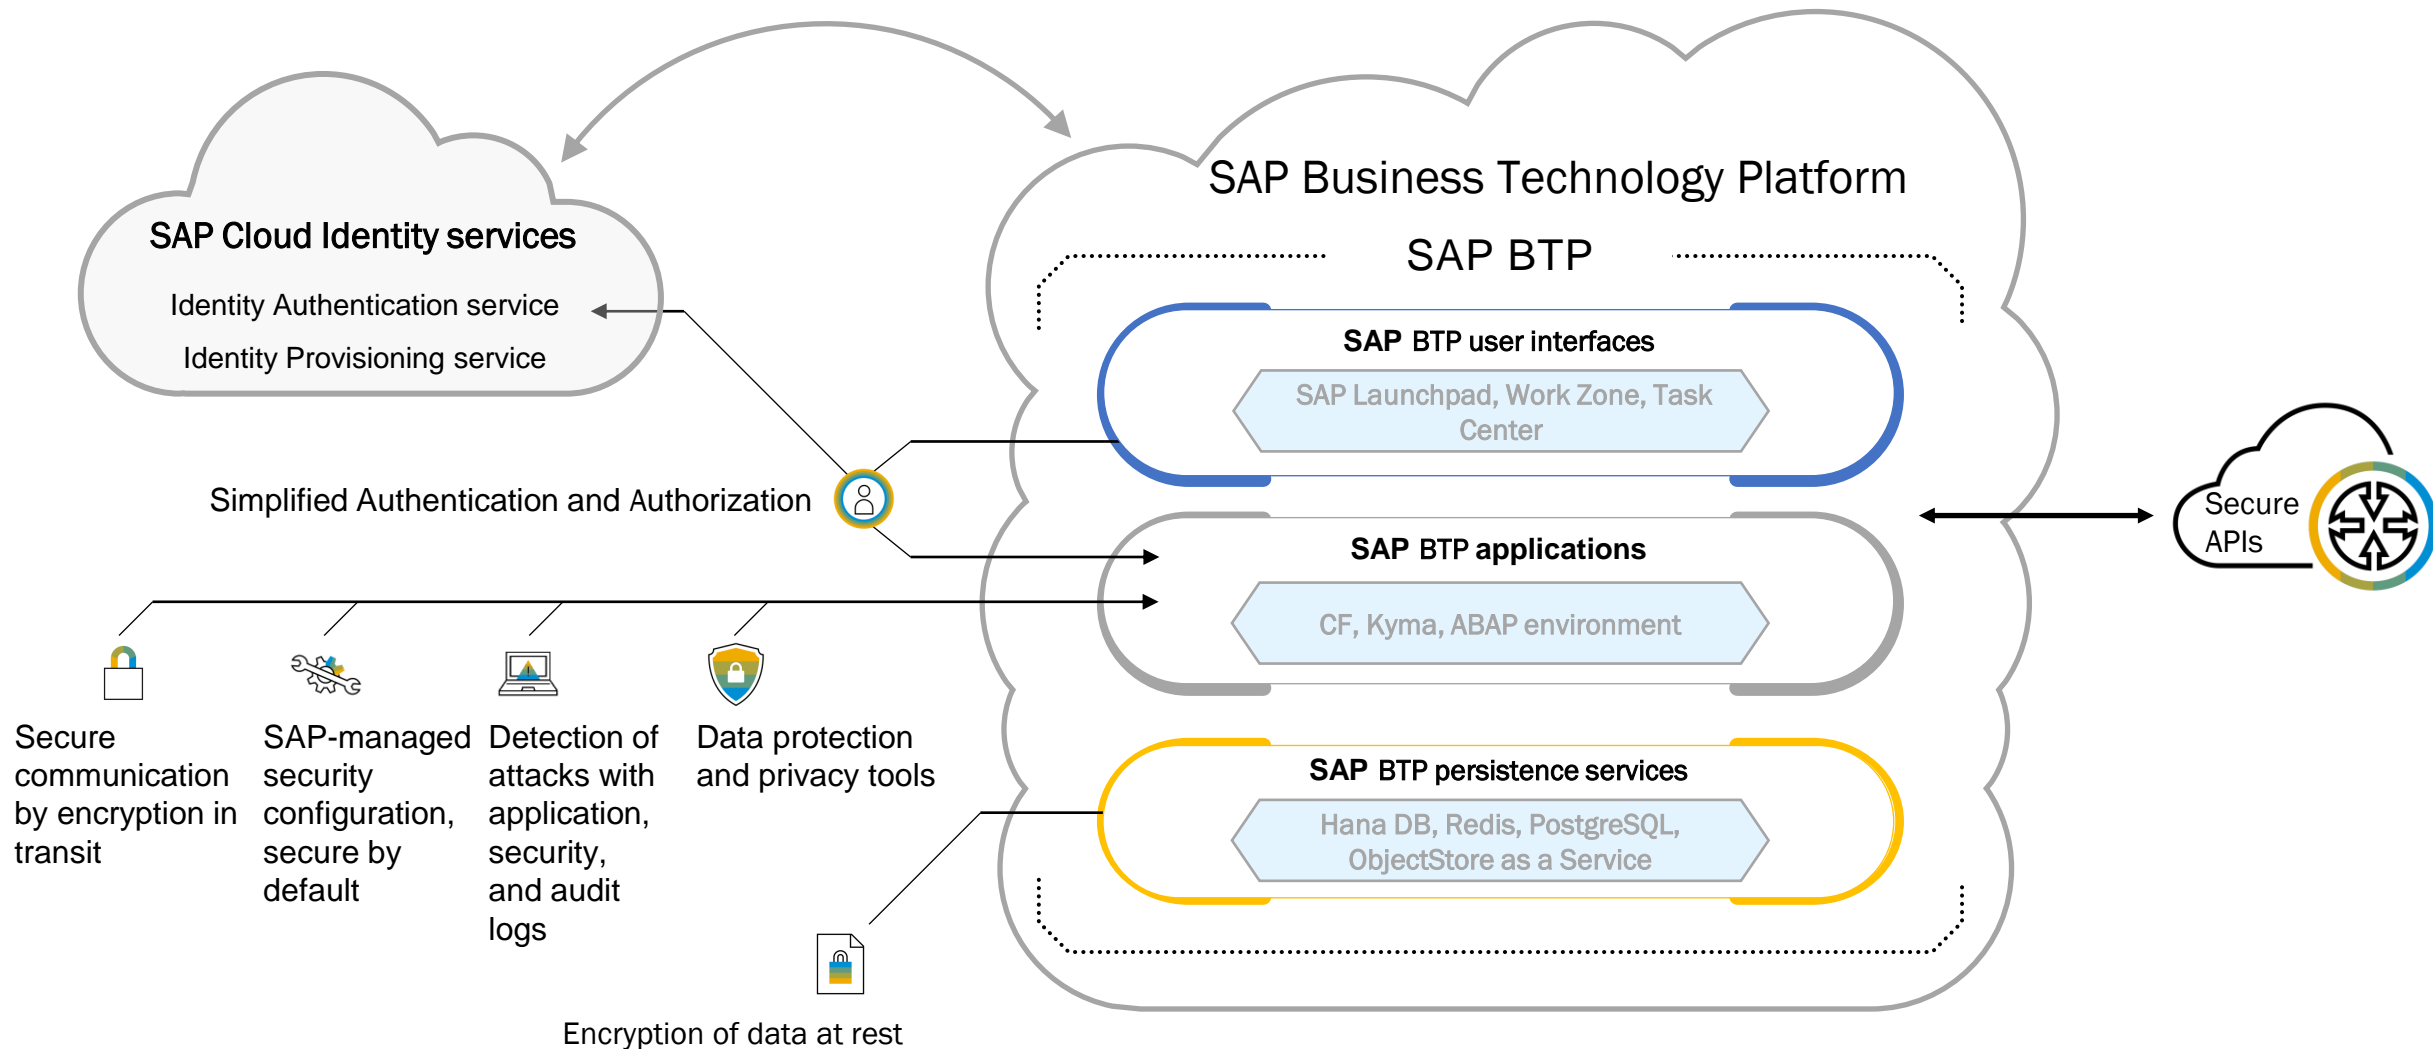 SAP Business Technology Platform
SAP BTP
SAP Cloud Identity services
Identity Authentication service
Identity Provisioning service
SAP BTP user interfaces
SAP Launchpad, Work Zone, Task
Center
Simplified Authentication and Authorization
SAP BTP applications
CF, Kyma, ABAP environment
Secure
APIs
Secure
communication
by encryption in
transit
SAP-managed
security
configuration,
secure by
default
Detection of
attacks with
application,
security,
and audit
logs
Data protection
and privacy tools
SAP BTP persistence services
Hana DB, Redis, PostgreSQL,
ObjectStore as a Service
Encryption of data at rest